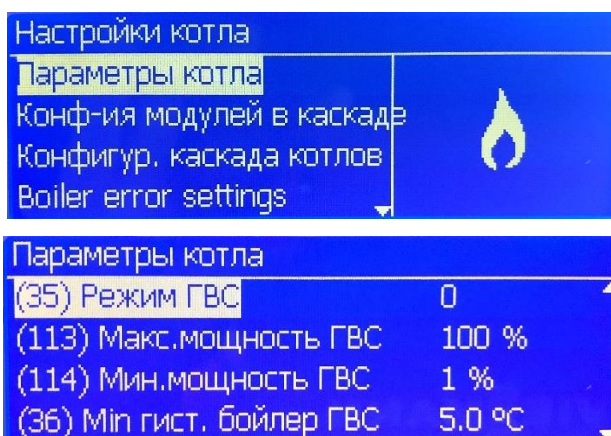 Настройки котла
Параметры котла
Конф-ия модулей в каскаде
Конфигур. каскада котлов
Boiler error settings
Параметры котла
(35) Режим ГВС 0
(113) Макс.мощность ГВС 100 %
(114) Мин.мощность ГВС 1 %
(36) Min гист. бойлер ГВС 5.0 ºC